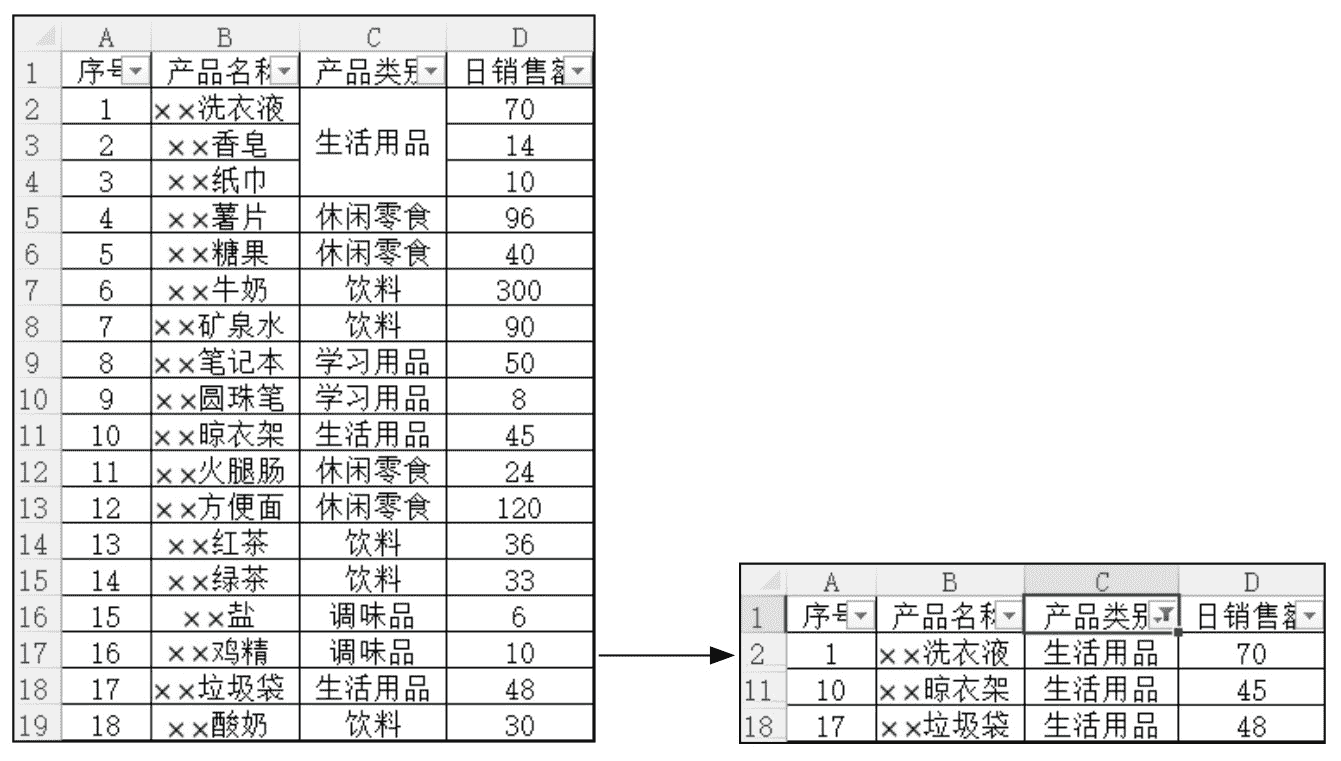 A B C D
1 序号 产品名称 产品类别 日销售额
2 1 ××洗衣液 生活用品 70
3 2 ××香皂 14
4 3 ××纸巾 10
5 4 ××薯片 休闲零食 96
6 5 ××糖果 休闲零食 40
7 6 ××牛奶 饮料 300
8 7 ××矿泉水 饮料 90
9 8 ××笔记本 学习用品 50
10 9 ××圆珠笔 学习用品 8
11 10 ××晾衣架 生活用品 45
12 11 ××火腿肠 休闲零食 24
13 12 ××方便面 休闲零食 120
14 13 ××红茶 饮料 36
15 14 ××绿茶 饮料 33
16 15 ××盐 调味品 6
17 16 ××鸡精 调味品 10
18 17 ××垃圾袋 生活用品 48
19 18 ××酸奶 饮料 30
A B C D
1 序号 产品名称 产品类别 日销售额
2 1 ××洗衣液 生活用品 70
11 10 ××晾衣架 生活用品 45
18 17 ××垃圾袋 生活用品 48